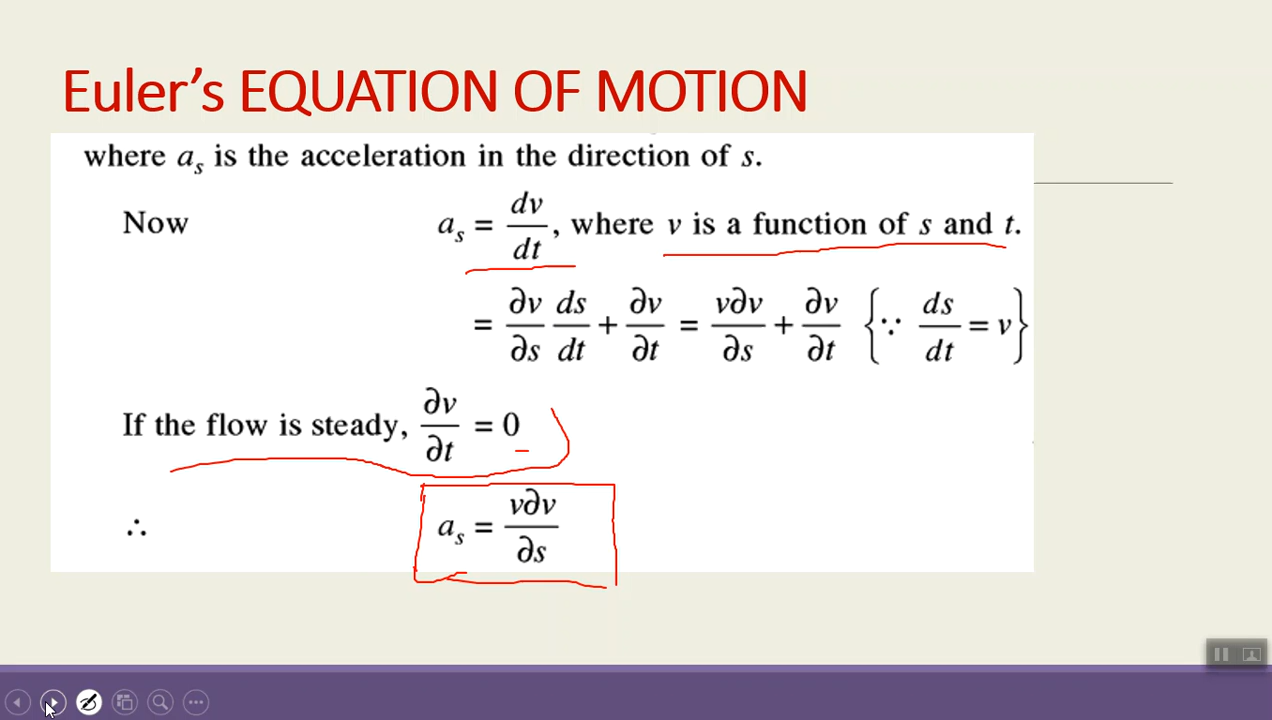 Euler's EQUATION OF MOTION
where a_s is the acceleration in the direction of s.
Now a_s = dv/dt, where v is a function of s and t.
= ∂v/∂s ds/dt + ∂v/∂t = v∂v/∂s + ∂v/∂t {∵ ds/dt = v}
If the flow is steady, ∂v/∂t = 0
∴ a_s = v∂v/∂s